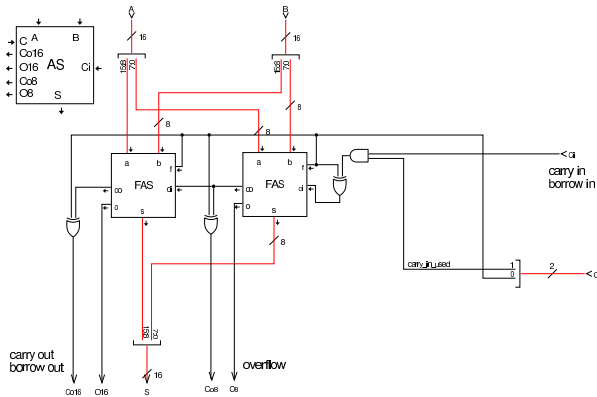 A
B
C
Co16
O16
AS
Ci
Co8
O8
S
A
B
16
16
15:8
7:0
15:8
7:0
8
8
8
a
b
f
FAS
co
ci
o
s
a
b
f
FAS
co
ci
o
s
8
Ci
carry in
borrow in
carry_in_used
1
0
2
C
15:8
7:0
16
carry out
borrow out
overflow
Co16
O16
S
Co8
O8